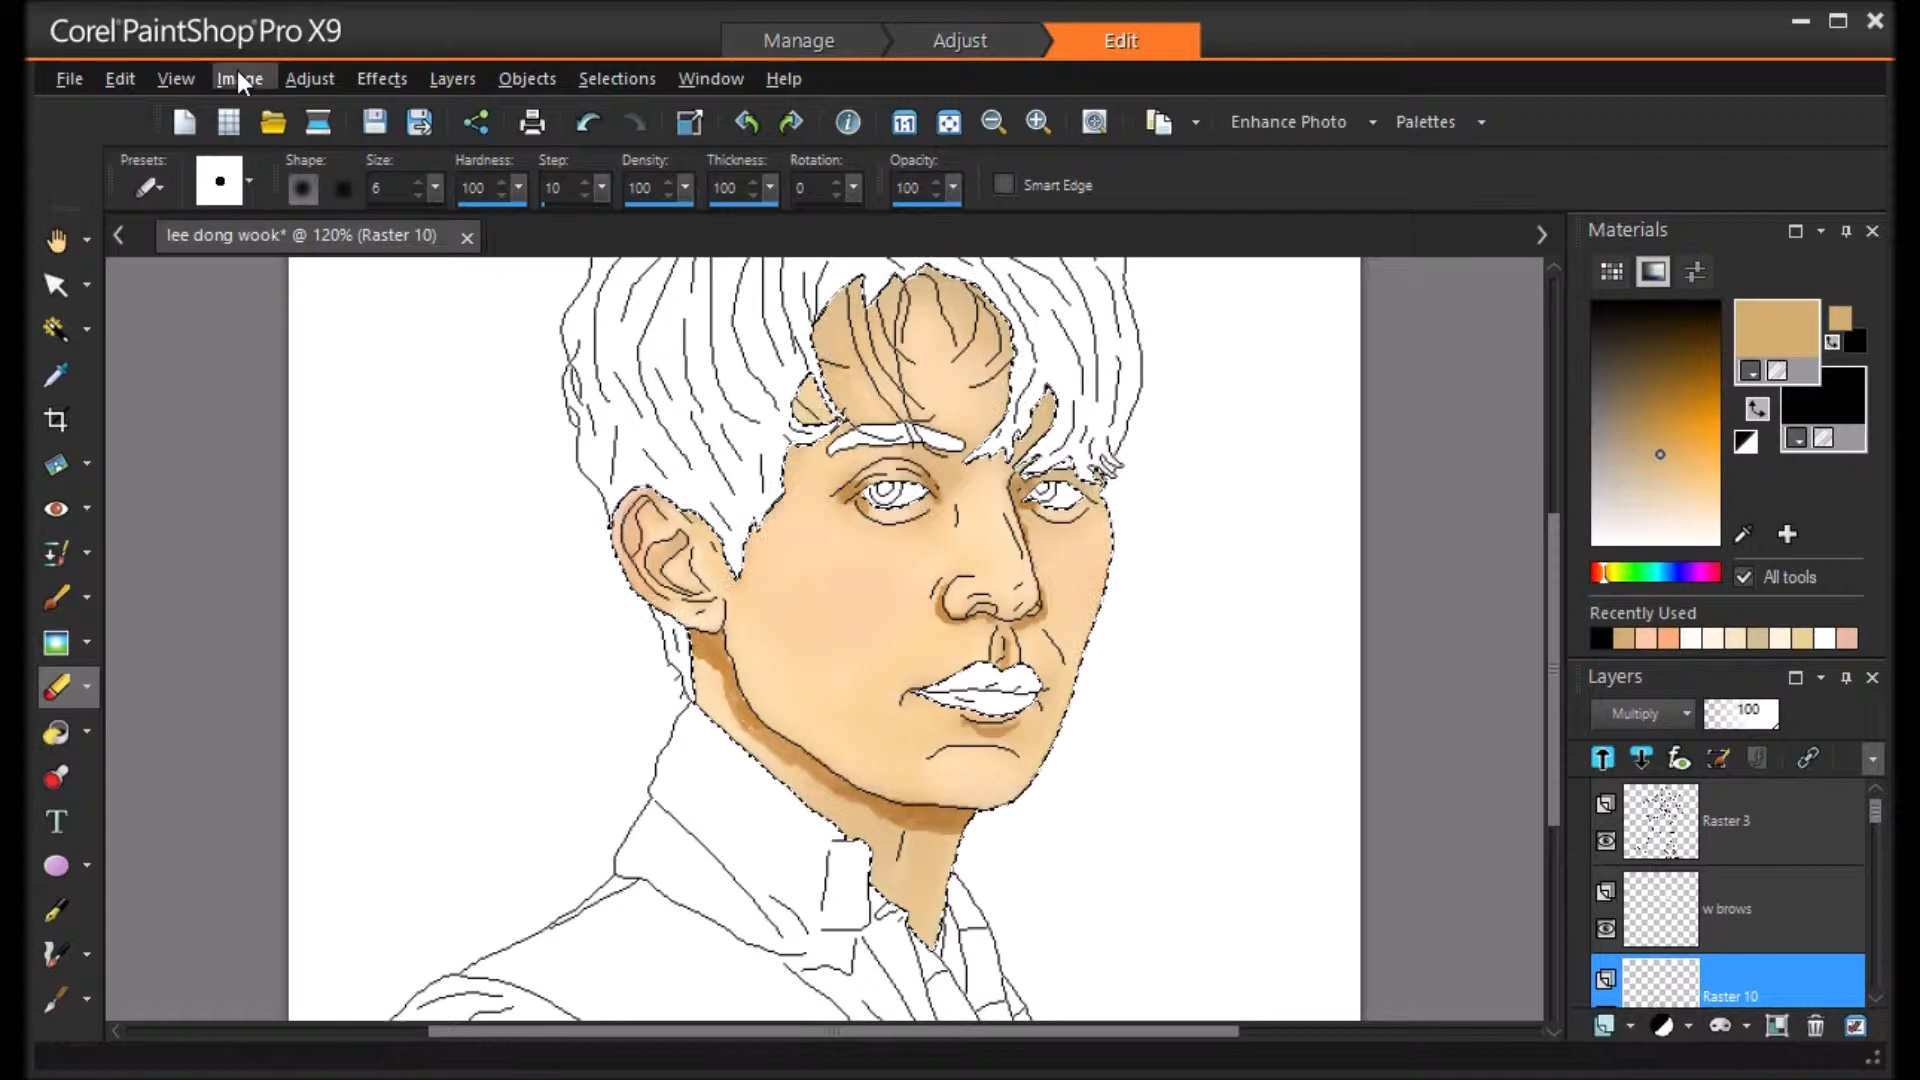 Corel PaintShop Pro X9
Manage Adjust Edit
File Edit View Image Adjust Effects Layers Objects Selections Window Help
1:1 Enhance Photo Palettes
Presets: Shape: Size: Hardness: Step: Density: Thickness: Rotation: Opacity:
6 100 10 100 100 0 100 Smart Edge
lee dong wook* @ 120% (Raster 10)
Materials
All tools
Recently Used
Layers
Multiply 100
Raster 3
w brows
Raster 10